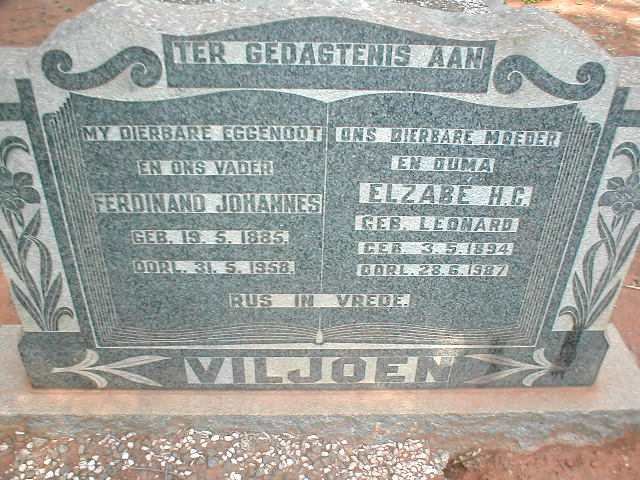 TER GEDAGTENIS AAN
MY DIERBARE EGGENOOT
EN ONS VADER
FERDINAND JOHANNES
GEB. 19. 5. 1885.
OORL. 31. 5. 1958.
ONS DIERBARE MOEDER
EN OUMA
ELZABE H.C.
GEB. LEONARD
GEB. 3. 5. 1894
OORL. 28. 6. 1987
RUS IN VREDE.
VILJOEN